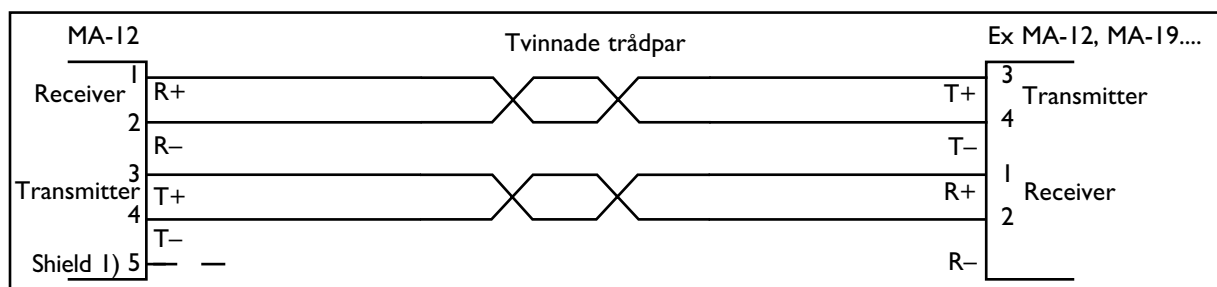 MA-12
Tvinnade trådpar
Ex MA-12, MA-19....
1
R+
Receiver
2
R–
3
T+
Transmitter
4
T–
Shield 1) 5
3
T+
Transmitter
4
T–
1
R+
Receiver
2
R–